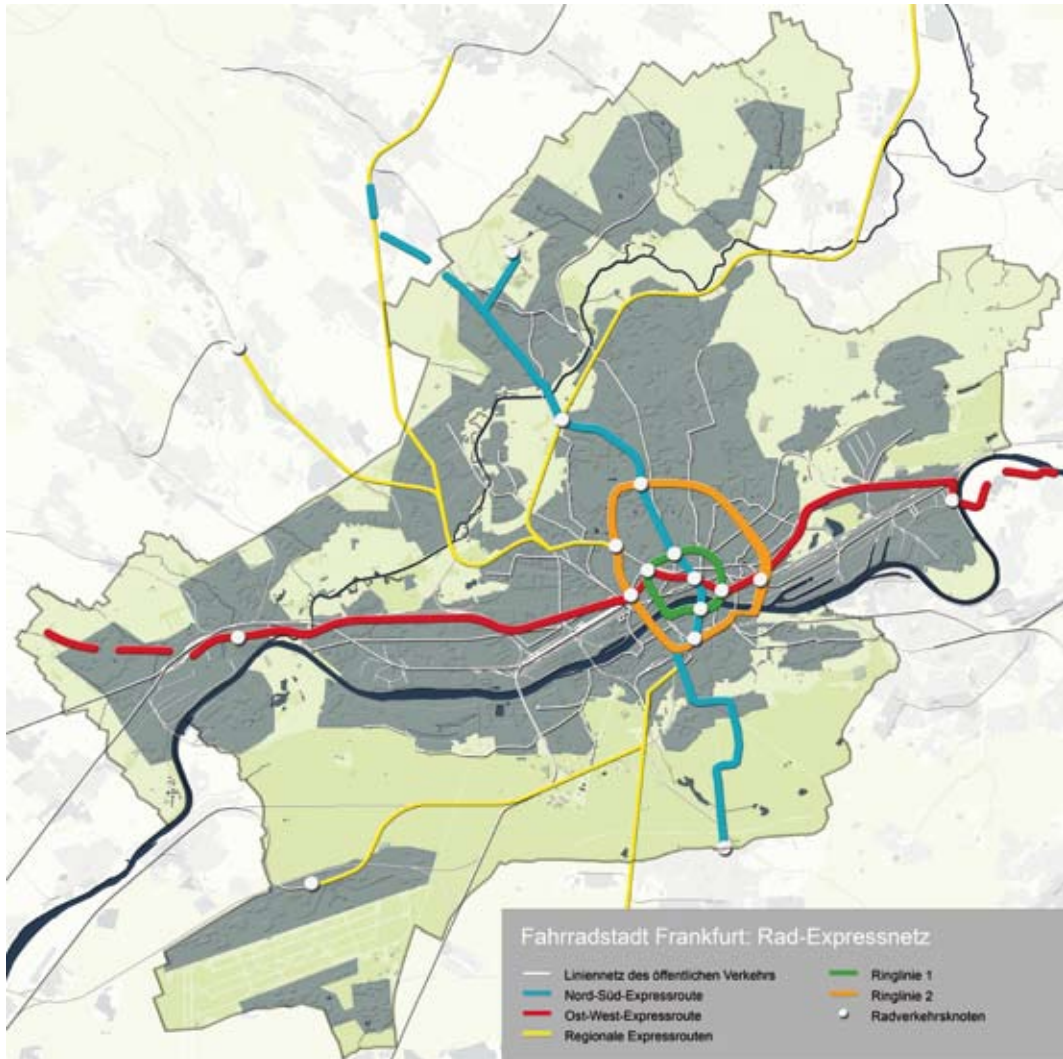 Fahrradstadt Frankfurt: Rad-Expressnetz
Liniennetz des öffentlichen Verkehrs
Nord-Süd-Expressroute
Ost-West-Expressroute
Regionale Expressrouten
Ringlinie 1
Ringlinie 2
Radverkehrsknoten